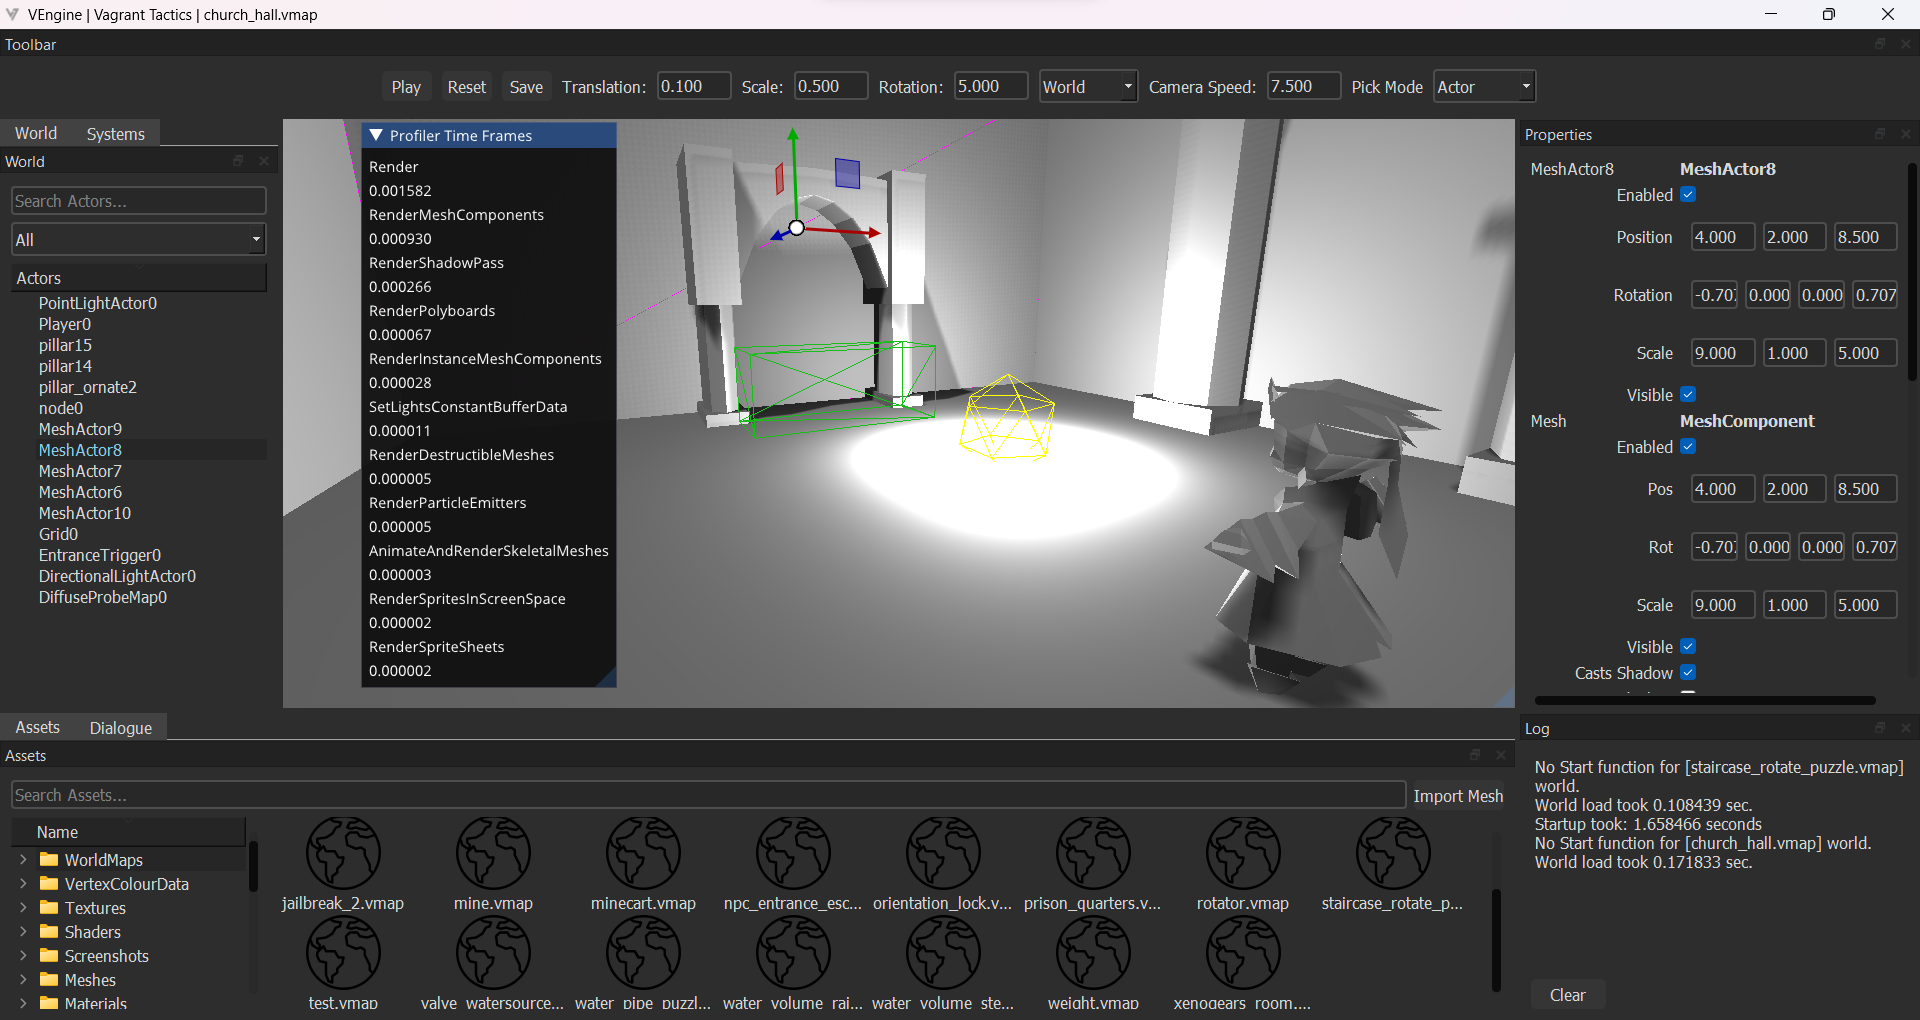 VEngine | Vagrant Tactics | church_hall.vmap
Toolbar
Play Reset Save Translation: 0.100 Scale: 0.500 Rotation: 5.000 World Camera Speed: 7.500 Pick Mode Actor
World Systems
World
Search Actors...
All
Actors
PointLightActor0
Player0
pillar15
pillar14
pillar_ornate2
node0
MeshActor9
MeshActor8
MeshActor7
MeshActor6
MeshActor10
Grid0
EntranceTrigger0
DirectionalLightActor0
DiffuseProbeMap0
Profiler Time Frames
Render
0.001582
RenderMeshComponents
0.000930
RenderShadowPass
0.000266
RenderPolyboards
0.000067
RenderInstanceMeshComponents
0.000028
SetLightsConstantBufferData
0.000011
RenderDestructibleMeshes
0.000005
RenderParticleEmitters
0.000005
AnimateAndRenderSkeletalMeshes
0.000003
RenderSpritesInScreenSpace
0.000002
RenderSpriteSheets
0.000002
Properties
MeshActor8 MeshActor8
Enabled
Position 4.000 2.000 8.500
Rotation -0.70 0.000 0.000 0.707
Scale 9.000 1.000 5.000
Visible
Mesh MeshComponent
Enabled
Pos 4.000 2.000 8.500
Rot -0.70 0.000 0.000 0.707
Scale 9.000 1.000 5.000
Visible
Casts Shadow
Assets Dialogue
Assets
Search Assets...
Import Mesh
Name
WorldMaps
VertexColourData
Textures
Shaders
Screenshots
Meshes
Materials
jailbreak_2.vmap mine.vmap minecart.vmap npc_entrance_esc... orientation_lock.v... prison_quarters.v... rotator.vmap staircase_rotate_p...
test.vmap valve_watersource... water_pipe_puzzl... water_volume_rai... water_volume_ste... weight.vmap xenogears_room....
Log
No Start function for [staircase_rotate_puzzle.vmap]
world.
World load took 0.108439 sec.
Startup took: 1.658466 seconds
No Start function for [church_hall.vmap] world.
World load took 0.171833 sec.
Clear